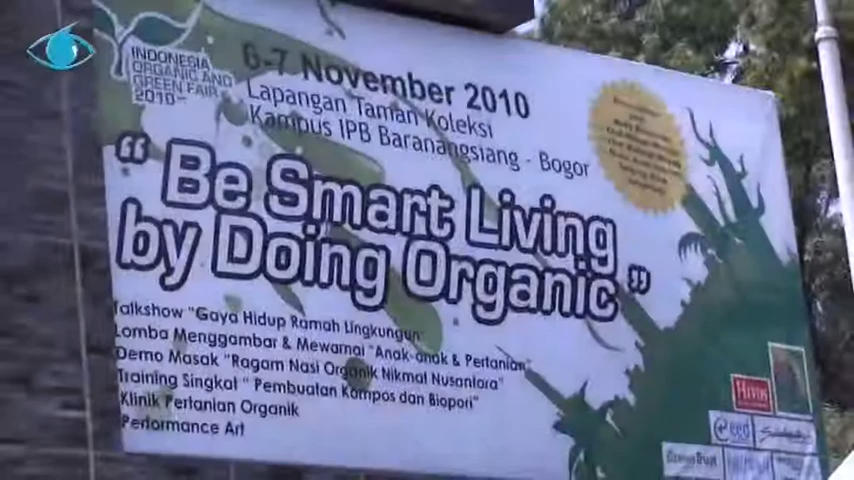 INDONESIA
ORGANIC AND
GREEN FAIR
2010
6-7 November 2010
Lapangan Taman Koleksi
Kampus IPB Baranangsiang - Bogor
"Be Smart Living
by Doing Organic"
Talkshow "Gaya Hidup Ramah Lingkungan"
Lomba Menggambar & Mewarnai Anak-anak & Pertanian
Demo Masak "Ragam Nasi Organik Nikmat Nusantara"
Training Singkat "Pembuatan Kompos dan Biopori"
Klinik Pertanian Organik
Performance Art
HIVOS
eed